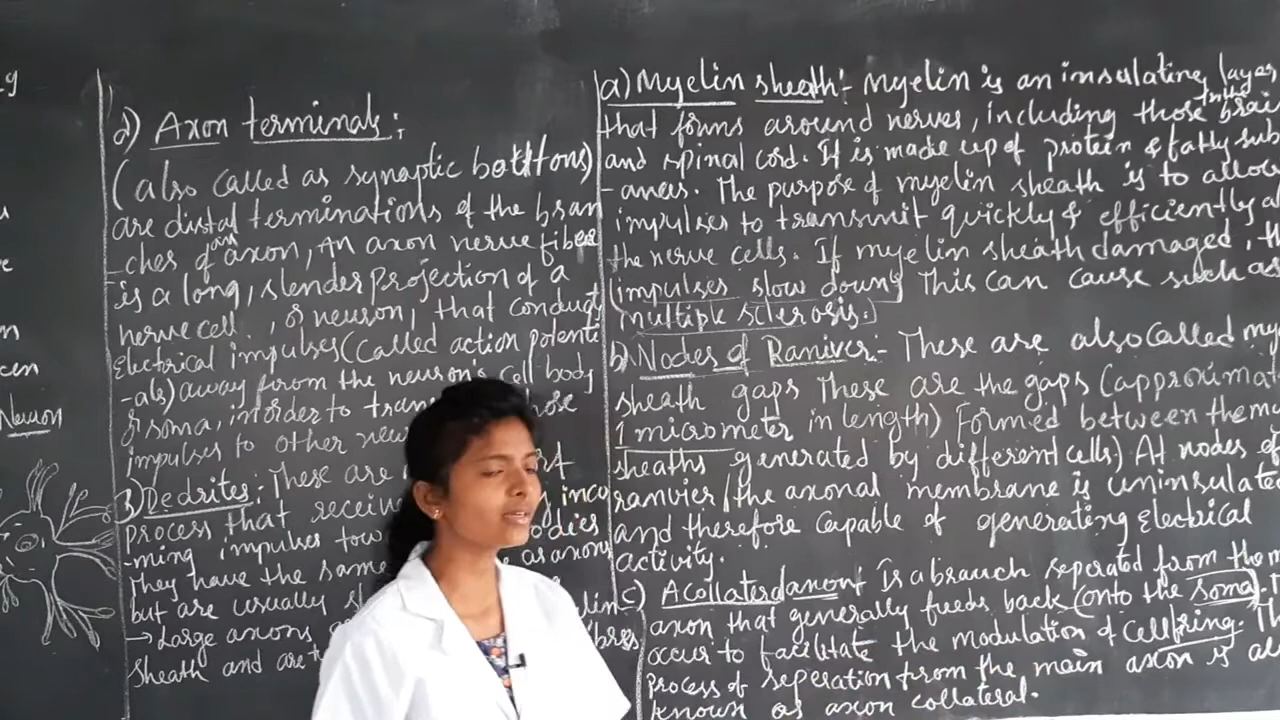 y
e
m
cen
Neuron
d) Axon terminals:
(also called as synaptic bottons)
are distal terminations of the bran
-ches of an axon, An axon nerve fiber
is a long, slender projection of a
nerve cell, or neuron, that conducts
Electrical impulses (called action potenti
-als) away from the neuron's cell body
or soma, inorder to tran
impulses to other neu
3) Dedrites: These are
process that receiv inco
-ming impulses tow odies
They have the same as axons
but are usually s
→ Large axons
sheath and are
a) Myelin sheath:- Myelin is an insulating layer
that forms around nerves, including those in the brain
and spinal cord. It is made up of protein & fatty sub
-ances. The purpose of myelin sheath is to allow
impulses to transmit quickly & efficiently a
the nerve cells. If myelin sheath damaged, th
(impulses slow down) This can cause such as
(multiple sclerosis.)
b) Nodes of Raniver:- These are also called my
sheath gaps These are the gaps (approximat
1 micrometer in length) Formed between the m
sheaths generated by different cells.) At nodes of
ranvier, the axonal membrane is uninsulated
and therefore capable of generating Electrical
activity.
c) A collateral axon is a branch seperated from the m
axon that generally feeds back (onto the soma). Th
occur to facilitate the modulation of cell firing. Th
process of seperation from the main axon is al
known as axon collateral.